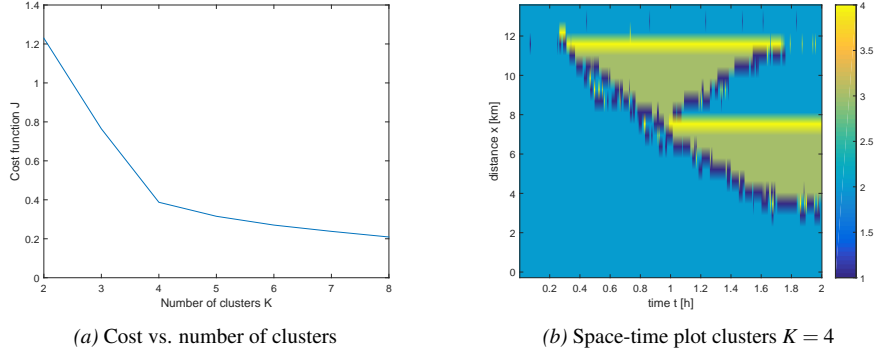 1.4
1.2
1
0.8
0.6
0.4
0.2
0
2 3 4 5 6 7 8
Cost function J
Number of clusters K
(a) Cost vs. number of clusters
12
10
8
6
4
2
0
0.2 0.4 0.6 0.8 1 1.2 1.4 1.6 1.8 2
distance x [km]
time t [h]
4
3.5
3
2.5
2
1.5
1
(b) Space-time plot clusters K = 4